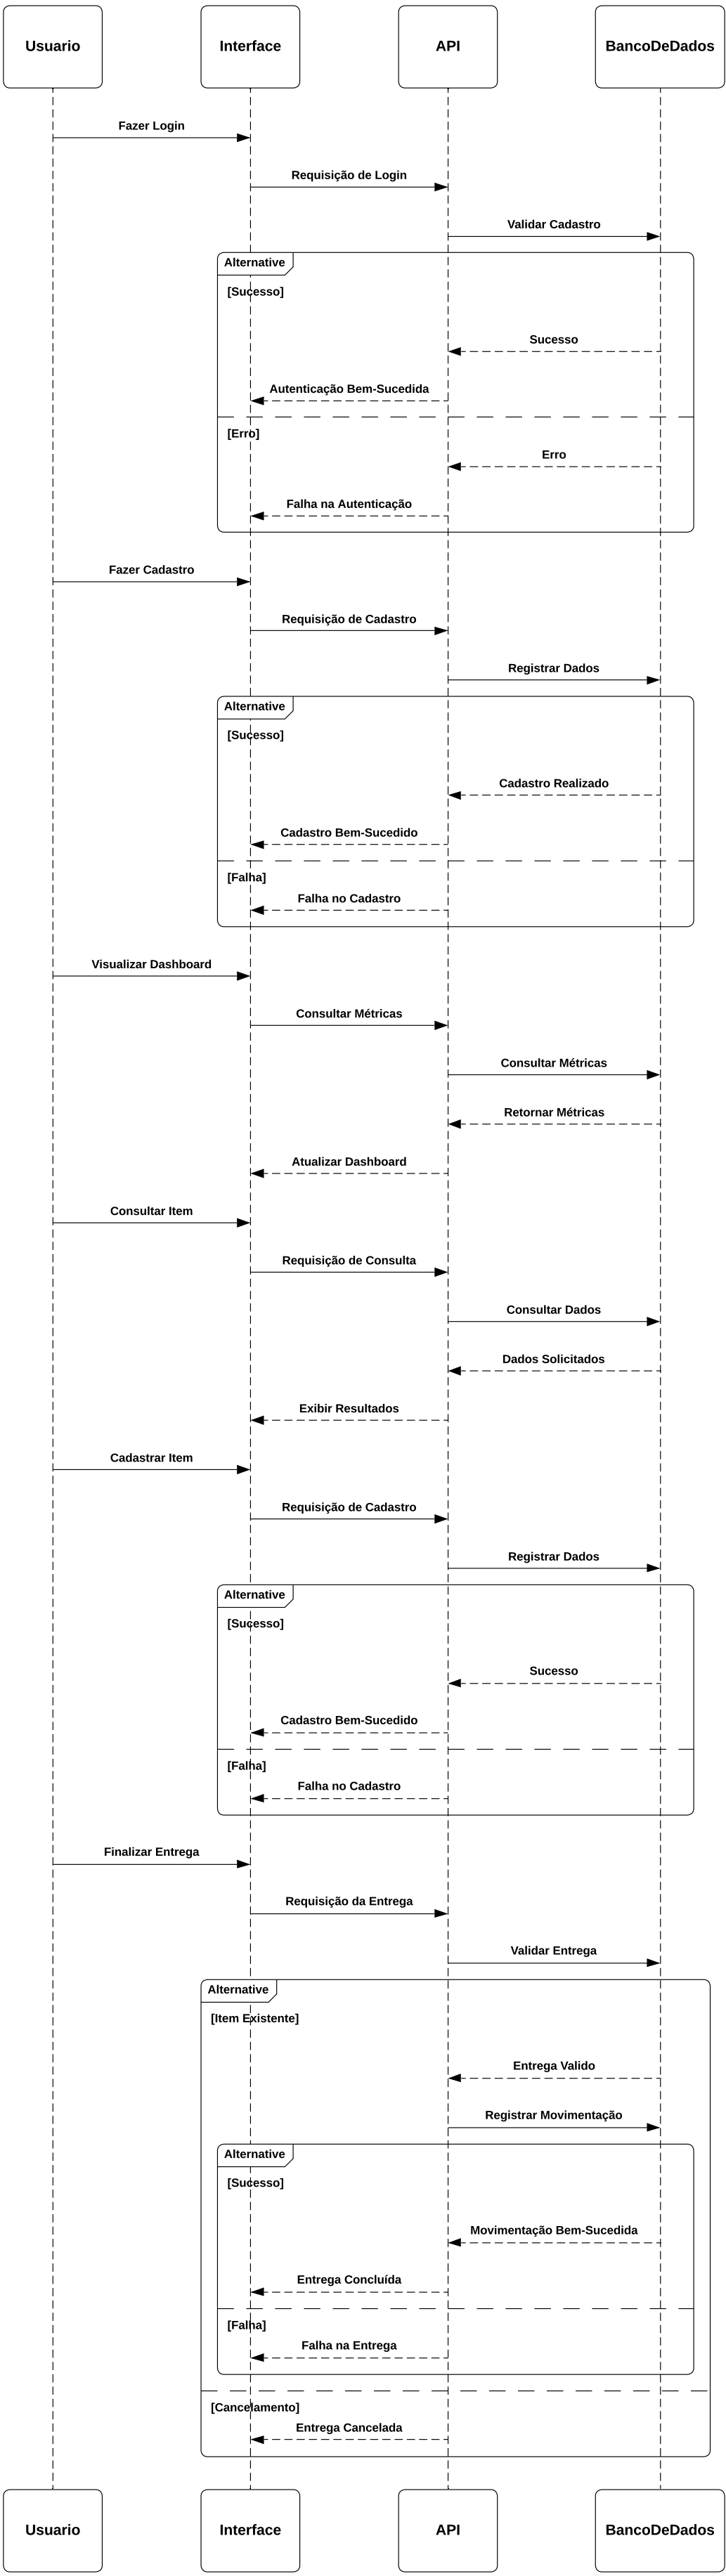 Usuario
Interface
API
BancoDeDados
Fazer Login
Requisição de Login
Validar Cadastro
Alternative
[Sucesso]
Sucesso
Autenticação Bem-Sucedida
[Erro]
Erro
Falha na Autenticação
Fazer Cadastro
Requisição de Cadastro
Registrar Dados
Alternative
[Sucesso]
Cadastro Realizado
Cadastro Bem-Sucedido
[Falha]
Falha no Cadastro
Visualizar Dashboard
Consultar Métricas
Consultar Métricas
Retornar Métricas
Atualizar Dashboard
Consultar Item
Requisição de Consulta
Consultar Dados
Dados Solicitados
Exibir Resultados
Cadastrar Item
Requisição de Cadastro
Registrar Dados
Alternative
[Sucesso]
Sucesso
Cadastro Bem-Sucedido
[Falha]
Falha no Cadastro
Finalizar Entrega
Requisição da Entrega
Validar Entrega
Alternative
[Item Existente]
Entrega Valido
Registrar Movimentação
Alternative
[Sucesso]
Movimentação Bem-Sucedida
Entrega Concluída
[Falha]
Falha na Entrega
[Cancelamento]
Entrega Cancelada
Usuario
Interface
API
BancoDeDados